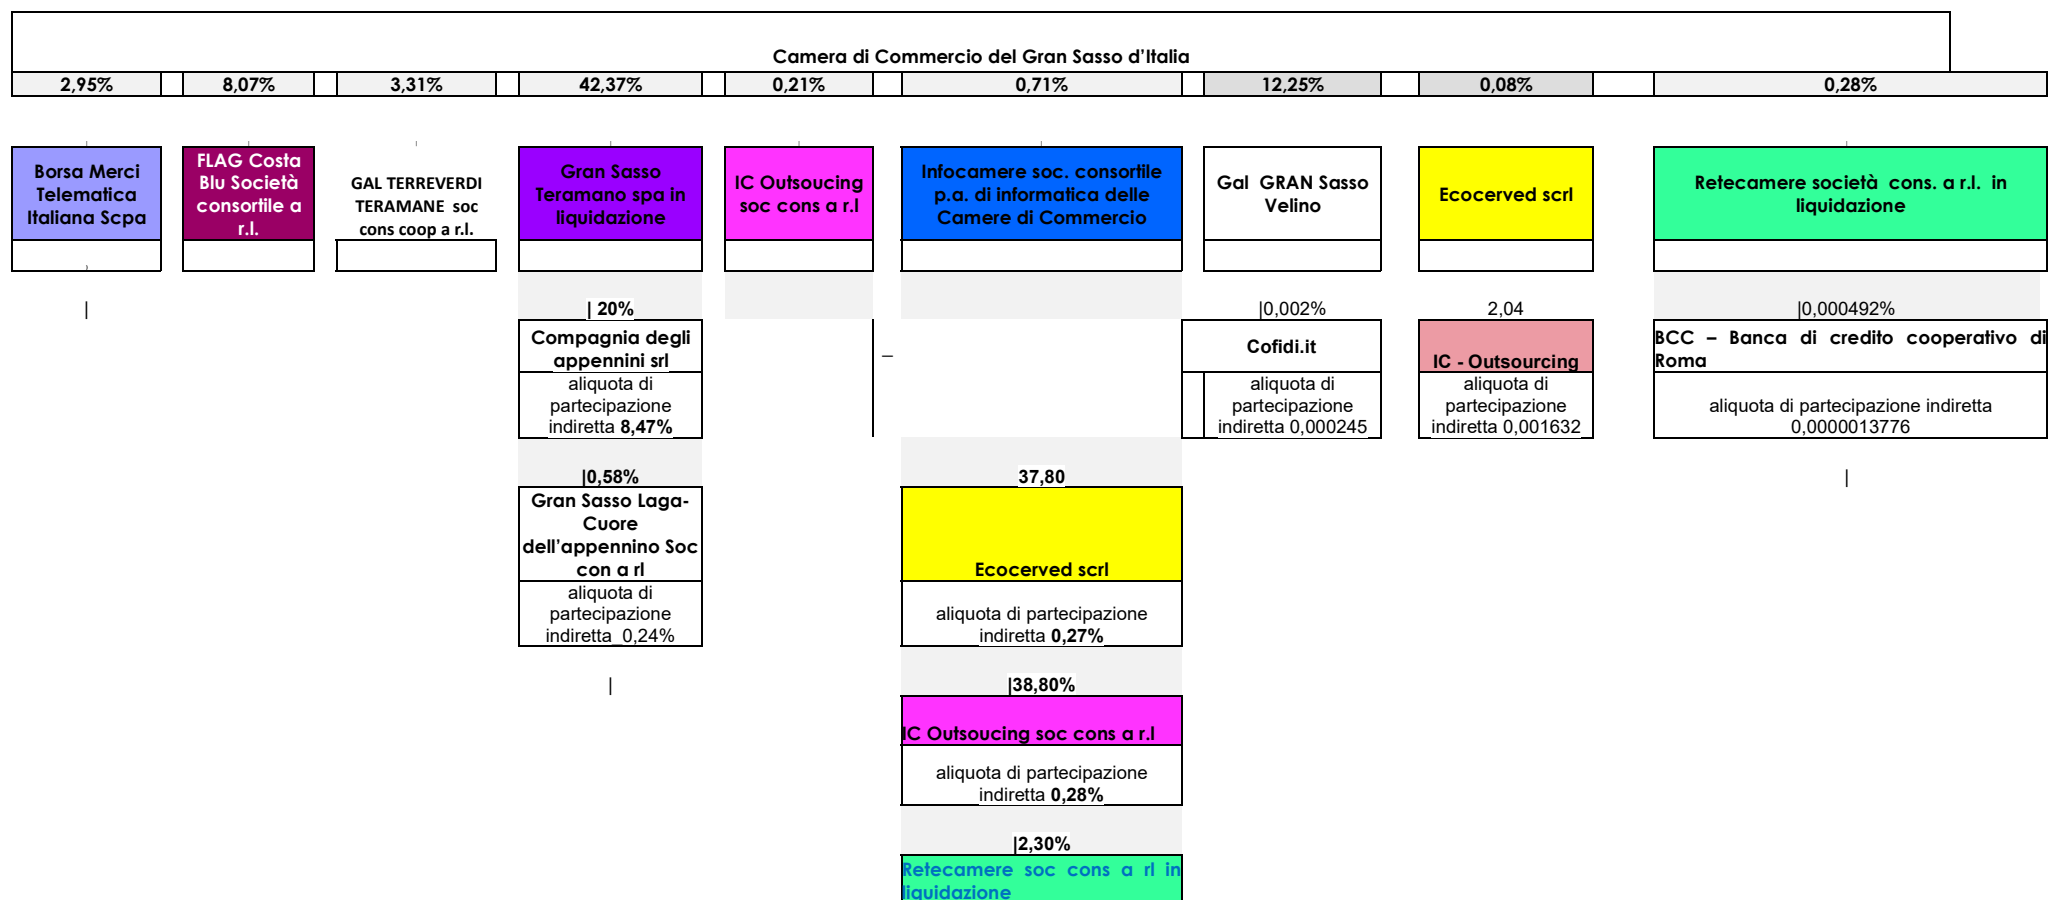 Camera di Commercio del Gran Sasso d'Italia
2,95% 8,07% 3,31% 42,37% 0,21% 0,71% 12,25% 0,08% 0,28%
Borsa Merci
Telematica
Italiana Scpa
FLAG Costa
Blu Società
consortile a
r.l.
GAL TERREVERDI
TERAMANE soc
cons coop a r.l.
Gran Sasso
Teramano spa in
liquidazione
IC Outsoucing
soc cons a r.l
Infocamere soc. consortile
p.a. di informatica delle
Camere di Commercio
Gal GRAN Sasso
Velino
Ecocerved scrl
Retecamere società cons. a r.l. in
liquidazione
| | 20% |0,002% 2,04 |0,000492%
Compagnia degli
appennini srl
aliquota di
partecipazione
indiretta 8,47%
_
Cofidi.it
aliquota di
partecipazione
indiretta 0,000245
IC - Outsourcing
aliquota di
partecipazione
indiretta 0,001632
BCC – Banca di credito cooperativo di
Roma
aliquota di partecipazione indiretta
0,0000013776
|0,58% 37,80 |
Gran Sasso Laga-
Cuore
dell'appennino Soc
con a rl
aliquota di
partecipazione
indiretta_0,24%
|
Ecocerved scrl
aliquota di partecipazione
indiretta 0,27%
|38,80%
IC Outsoucing soc cons a r.l
aliquota di partecipazione
indiretta 0,28%
|2,30%
Retecamere soc cons a rl in
liquidazione